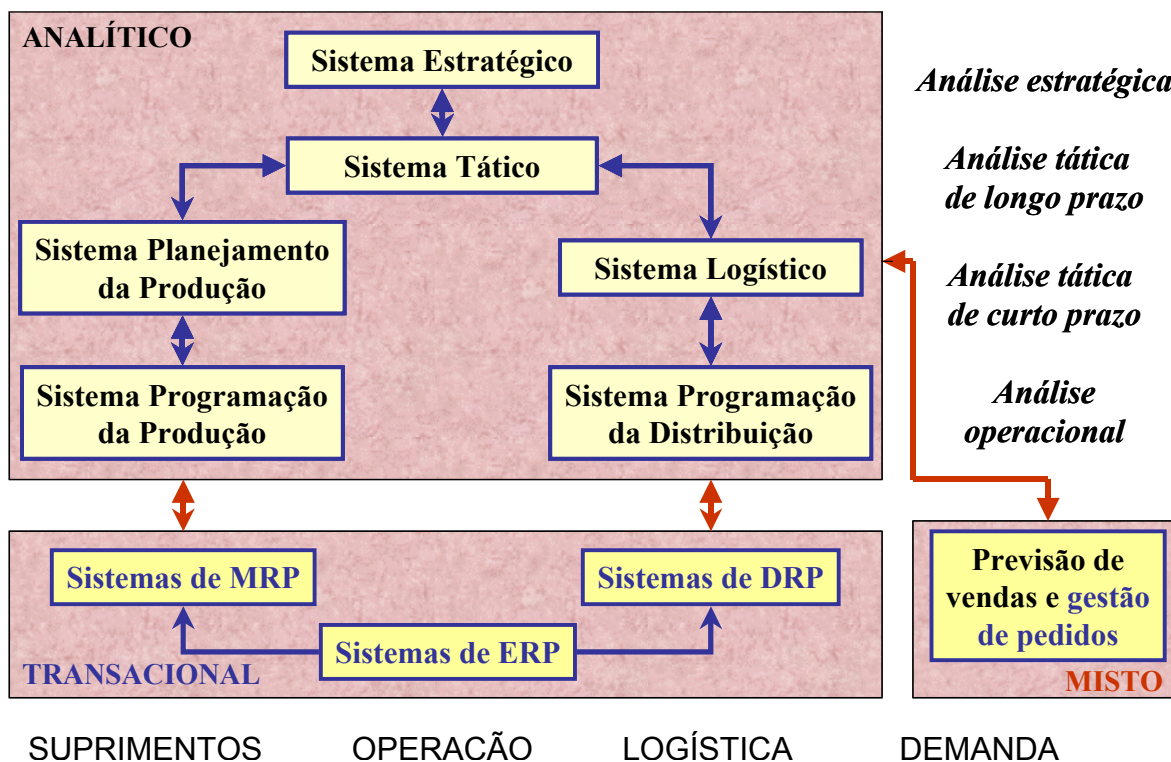 ANALÍTICO
Sistema Estratégico
Análise estratégica
Sistema Tático
Análise tática
de longo prazo
Sistema Planejamento
da Produção
Sistema Logístico
Análise tática
de curto prazo
Sistema Programação
da Produção
Sistema Programação
da Distribuição
Análise
operacional
Sistemas de MRP
Sistemas de DRP
Sistemas de ERP
TRANSACIONAL
Previsão de
vendas e gestão
de pedidos
MISTO
SUPRIMENTOS OPERAÇÃO LOGÍSTICA DEMANDA